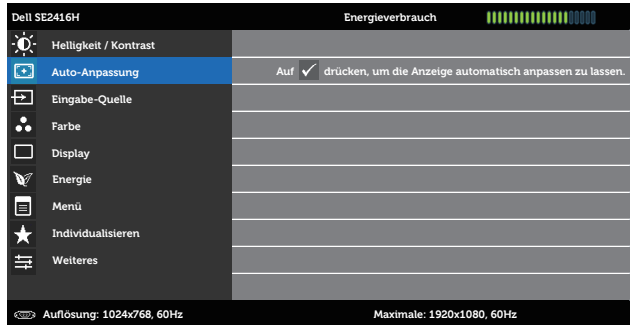 Dell SE2416H Energieverbrauch
Helligkeit / Kontrast
Auto-Anpassung Auf ✓ drücken, um die Anzeige automatisch anpassen zu lassen.
Eingabe-Quelle
Farbe
Display
Energie
Menü
Individualisieren
Weiteres
Auflösung: 1024x768, 60Hz Maximale: 1920x1080, 60Hz